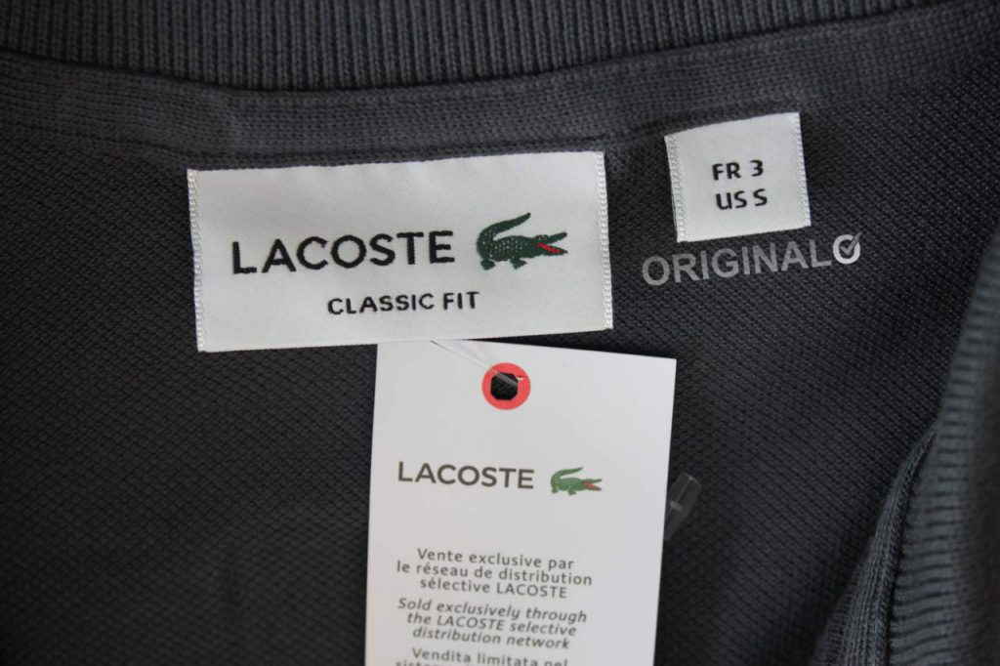 LACOSTE
CLASSIC FIT
FR 3
US S
ORIGINAL
LACOSTE
Vente exclusive par
le réseau de distribution
sélective LACOSTE
Sold exclusively through
the LACOSTE selective
distribution network
Vendita limitata nel